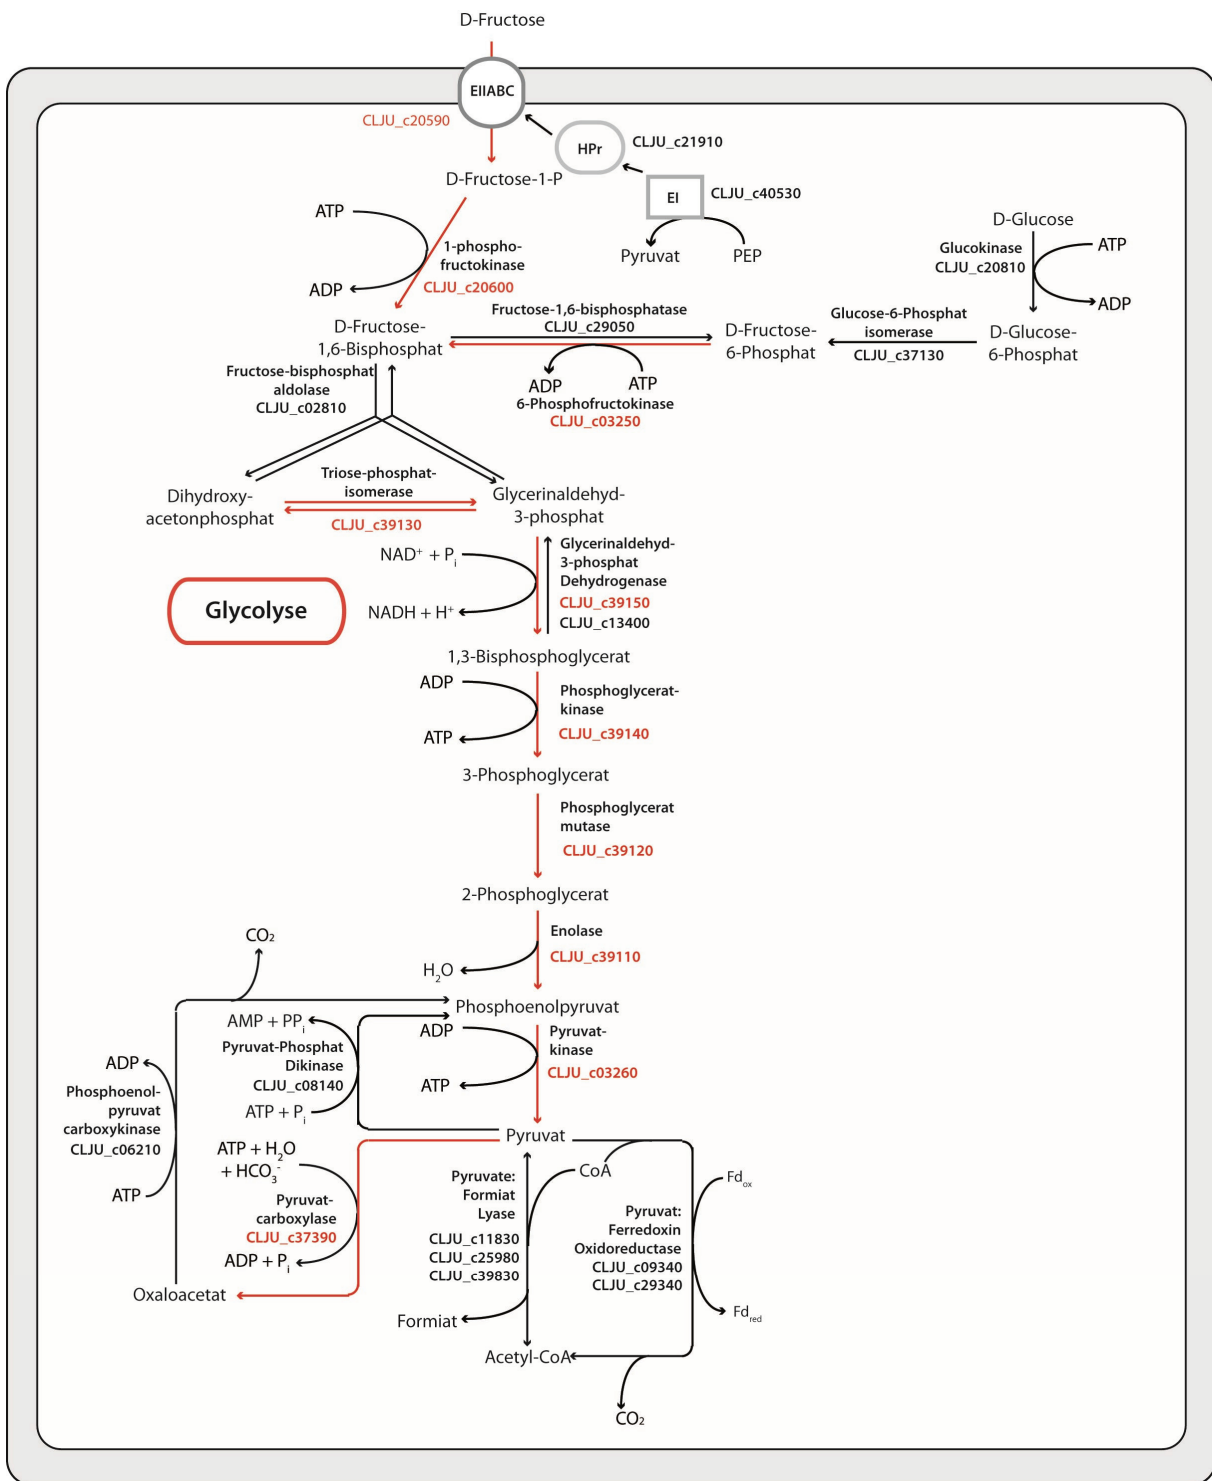 D-Fructose
EIIABC
CLJU_c20590
HPr
CLJU_c21910
D-Fructose-1-P
EI
CLJU_c40530
Pyruvat
PEP
ATP
ADP
1-phospho-
fructokinase
CLJU_c20600
D-Glucose
Glucokinase
CLJU_c20810
ATP
ADP
D-Fructose-
1,6-Bisphosphat
Fructose-1,6-bisphosphatase
CLJU_c29050
ADP
ATP
6-Phosphofructokinase
CLJU_c03250
D-Fructose-
6-Phosphat
Glucose-6-Phosphat
isomerase
CLJU_c37130
D-Glucose-
6-Phosphat
Fructose-bisphosphat
aldolase
CLJU_c02810
Dihydroxy-
acetonphosphat
Triose-phosphat-
isomerase
CLJU_c39130
Glycerinaldehyd-
3-phosphat
NAD⁺ + Pᵢ
NADH + H⁺
Glycerinaldehyd-
3-phosphat
Dehydrogenase
CLJU_c39150
CLJU_c13400
Glycolyse
1,3-Bisphosphoglycerat
ADP
ATP
Phosphoglycerat-
kinase
CLJU_c39140
3-Phosphoglycerat
Phosphoglycerat
mutase
CLJU_c39120
2-Phosphoglycerat
Enolase
CLJU_c39110
H₂O
CO₂
Phosphoenolpyruvat
ADP
ATP
Pyruvat-
kinase
CLJU_c03260
AMP + PPᵢ
Pyruvat-Phosphat
Dikinase
CLJU_c08140
ATP + Pᵢ
ADP
Phosphoenol-
pyruvat
carboxykinase
CLJU_c06210
ATP
Pyruvat
ATP + H₂O
+ HCO₃⁻
Pyruvat-
carboxylase
CLJU_c37390
ADP + Pᵢ
Oxaloacetat
CoA
Pyruvate:
Formiat
Lyase
CLJU_c11830
CLJU_c25980
CLJU_c39830
Formiat
Pyruvat:
Ferredoxin
Oxidoreductase
CLJU_c09340
CLJU_c29340
Fdₒₓ
Fd_red
Acetyl-CoA
CO₂